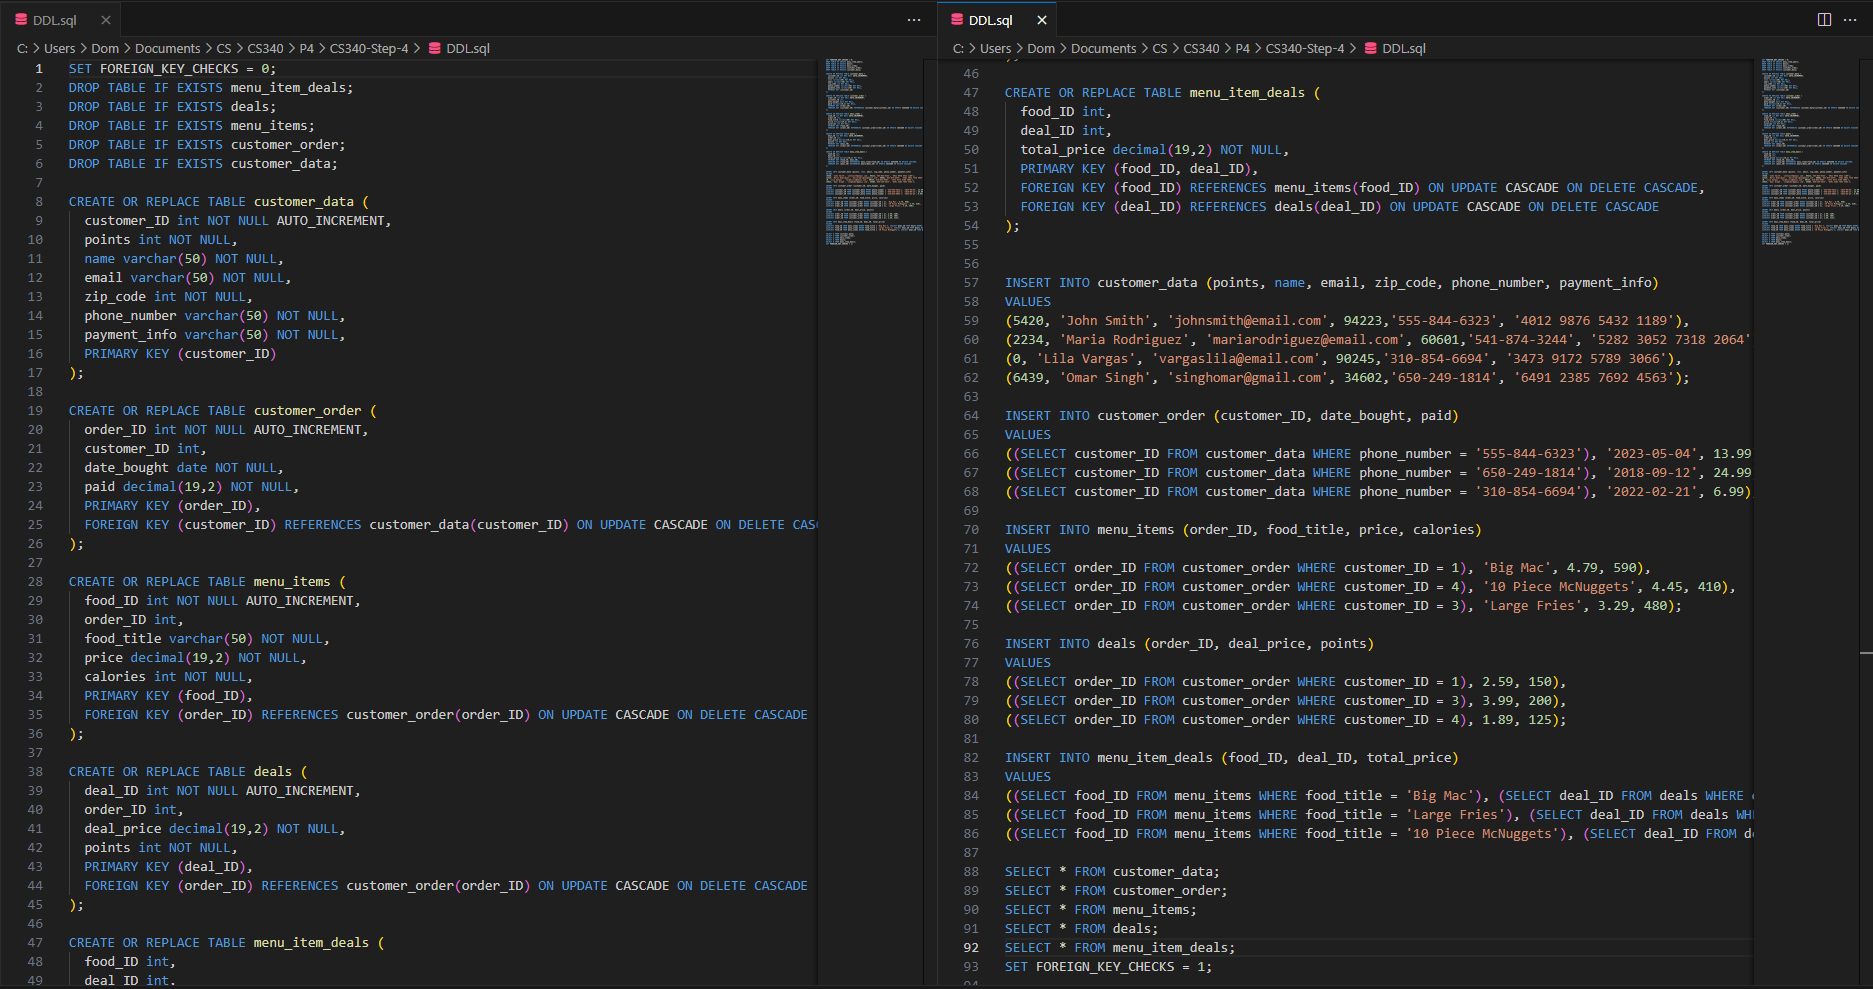 DDL.sql
C: > Users > Dom > Documents > CS > CS340 > P4 > CS340-Step-4 > DDL.sql
1 SET FOREIGN_KEY_CHECKS = 0;
2 DROP TABLE IF EXISTS menu_item_deals;
3 DROP TABLE IF EXISTS deals;
4 DROP TABLE IF EXISTS menu_items;
5 DROP TABLE IF EXISTS customer_order;
6 DROP TABLE IF EXISTS customer_data;
7
8 CREATE OR REPLACE TABLE customer_data (
9 customer_ID int NOT NULL AUTO_INCREMENT,
10 points int NOT NULL,
11 name varchar(50) NOT NULL,
12 email varchar(50) NOT NULL,
13 zip_code int NOT NULL,
14 phone_number varchar(50) NOT NULL,
15 payment_info varchar(50) NOT NULL,
16 PRIMARY KEY (customer_ID)
17 );
18
19 CREATE OR REPLACE TABLE customer_order (
20 order_ID int NOT NULL AUTO_INCREMENT,
21 customer_ID int,
22 date_bought date NOT NULL,
23 paid decimal(19,2) NOT NULL,
24 PRIMARY KEY (order_ID),
25 FOREIGN KEY (customer_ID) REFERENCES customer_data(customer_ID) ON UPDATE CASCADE ON DELETE CAS
26 );
27
28 CREATE OR REPLACE TABLE menu_items (
29 food_ID int NOT NULL AUTO_INCREMENT,
30 order_ID int,
31 food_title varchar(50) NOT NULL,
32 price decimal(19,2) NOT NULL,
33 calories int NOT NULL,
34 PRIMARY KEY (food_ID),
35 FOREIGN KEY (order_ID) REFERENCES customer_order(order_ID) ON UPDATE CASCADE ON DELETE CASCADE
36 );
37
38 CREATE OR REPLACE TABLE deals (
39 deal_ID int NOT NULL AUTO_INCREMENT,
40 order_ID int,
41 deal_price decimal(19,2) NOT NULL,
42 points int NOT NULL,
43 PRIMARY KEY (deal_ID),
44 FOREIGN KEY (order_ID) REFERENCES customer_order(order_ID) ON UPDATE CASCADE ON DELETE CASCADE
45 );
46
47 CREATE OR REPLACE TABLE menu_item_deals (
48 food_ID int,
49 deal_ID int,
DDL.sql
C: > Users > Dom > Documents > CS > CS340 > P4 > CS340-Step-4 > DDL.sql
46
47 CREATE OR REPLACE TABLE menu_item_deals (
48 food_ID int,
49 deal_ID int,
50 total_price decimal(19,2) NOT NULL,
51 PRIMARY KEY (food_ID, deal_ID),
52 FOREIGN KEY (food_ID) REFERENCES menu_items(food_ID) ON UPDATE CASCADE ON DELETE CASCADE,
53 FOREIGN KEY (deal_ID) REFERENCES deals(deal_ID) ON UPDATE CASCADE ON DELETE CASCADE
54 );
55
56
57 INSERT INTO customer_data (points, name, email, zip_code, phone_number, payment_info)
58 VALUES
59 (5420, 'John Smith', 'johnsmith@email.com', 94223,'555-844-6323', '4012 9876 5432 1189'),
60 (2234, 'Maria Rodriguez', 'mariarodriguez@email.com', 60601,'541-874-3244', '5282 3052 7318 2064'
61 (0, 'Lila Vargas', 'vargaslila@email.com', 90245,'310-854-6694', '3473 9172 5789 3066'),
62 (6439, 'Omar Singh', 'singhomar@gmail.com', 34602,'650-249-1814', '6491 2385 7692 4563');
63
64 INSERT INTO customer_order (customer_ID, date_bought, paid)
65 VALUES
66 ((SELECT customer_ID FROM customer_data WHERE phone_number = '555-844-6323'), '2023-05-04', 13.99
67 ((SELECT customer_ID FROM customer_data WHERE phone_number = '650-249-1814'), '2018-09-12', 24.99
68 ((SELECT customer_ID FROM customer_data WHERE phone_number = '310-854-6694'), '2022-02-21', 6.99)
69
70 INSERT INTO menu_items (order_ID, food_title, price, calories)
71 VALUES
72 ((SELECT order_ID FROM customer_order WHERE customer_ID = 1), 'Big Mac', 4.79, 590),
73 ((SELECT order_ID FROM customer_order WHERE customer_ID = 4), '10 Piece McNuggets', 4.45, 410),
74 ((SELECT order_ID FROM customer_order WHERE customer_ID = 3), 'Large Fries', 3.29, 480);
75
76 INSERT INTO deals (order_ID, deal_price, points)
77 VALUES
78 ((SELECT order_ID FROM customer_order WHERE customer_ID = 1), 2.59, 150),
79 ((SELECT order_ID FROM customer_order WHERE customer_ID = 3), 3.99, 200),
80 ((SELECT order_ID FROM customer_order WHERE customer_ID = 4), 1.89, 125);
81
82 INSERT INTO menu_item_deals (food_ID, deal_ID, total_price)
83 VALUES
84 ((SELECT food_ID FROM menu_items WHERE food_title = 'Big Mac'), (SELECT deal_ID FROM deals WHERE
85 ((SELECT food_ID FROM menu_items WHERE food_title = 'Large Fries'), (SELECT deal_ID FROM deals WH
86 ((SELECT food_ID FROM menu_items WHERE food_title = '10 Piece McNuggets'), (SELECT deal_ID FROM d
87
88 SELECT * FROM customer_data;
89 SELECT * FROM customer_order;
90 SELECT * FROM menu_items;
91 SELECT * FROM deals;
92 SELECT * FROM menu_item_deals;
93 SET FOREIGN_KEY_CHECKS = 1;